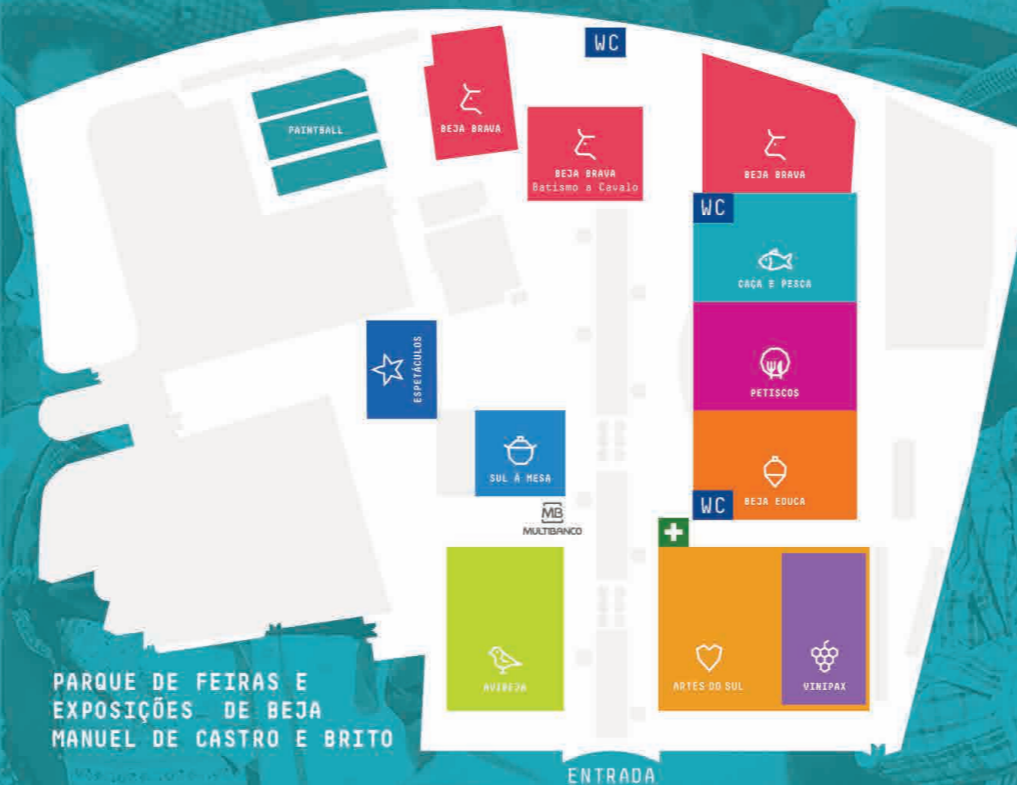 WC
PAINTBALL
BEJA BRAVA
BEJA BRAVA
Batismo a Cavalo
BEJA BRAVA
WC
CAÇA E PESCA
ESPETÁCULOS
PETISCOS
SUL À MESA
BEJA EDUCA
WC
MB
MULTIBANCO
AVIBEJA
ARTES DO SUL
VINIPAX
PARQUE DE FEIRAS E
EXPOSIÇÕES DE BEJA
MANUEL DE CASTRO E BRITO
ENTRADA